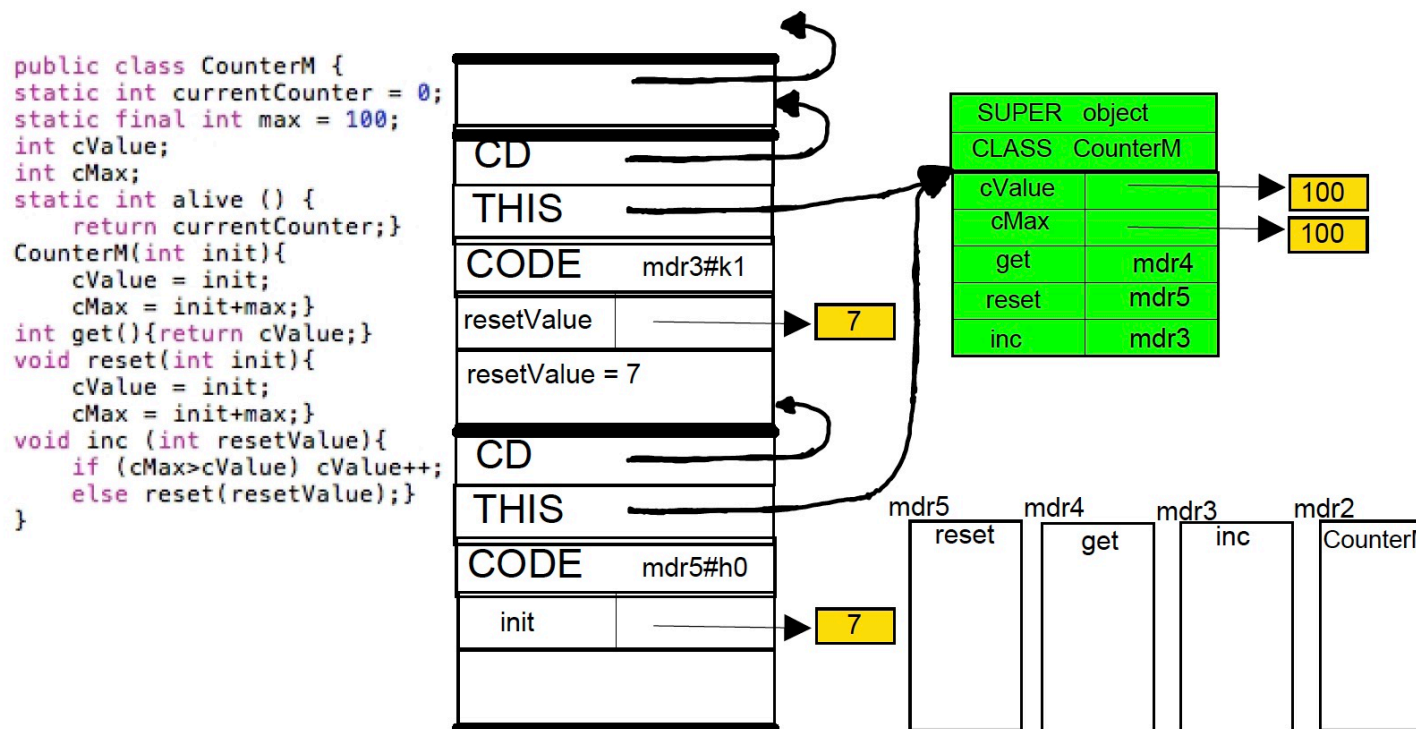 public class CounterM {
static int currentCounter = 0;
static final int max = 100;
int cValue;
int cMax;
static int alive () {
return currentCounter;}
CounterM(int init){
cValue = init;
cMax = init+max;}
int get(){return cValue;}
void reset(int init){
cValue = init;
cMax = init+max;}
void inc (int resetValue){
if (cMax>cValue) cValue++;
else reset(resetValue);}
}
CD
THIS
CODE mdr3#k1
resetValue 7
resetValue = 7
CD
THIS
CODE mdr5#h0
init 7
SUPER object
CLASS CounterM
cValue 100
cMax 100
get mdr4
reset mdr5
inc mdr3
mdr5 mdr4 mdr3 mdr2
reset get inc Counter